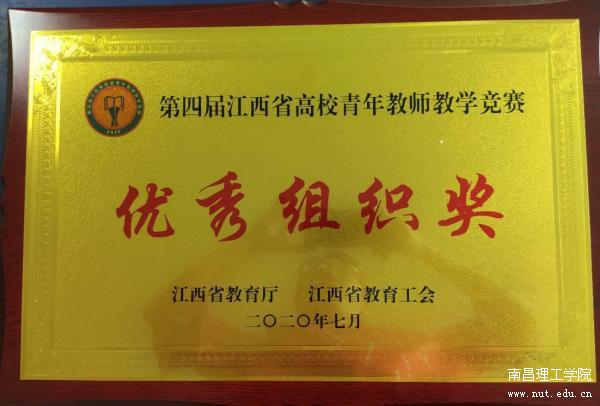 第四届江西省高校青年教师教学竞赛
优秀组织奖
江西省教育厅 江西省教育工会
二〇二〇年七月
2020
南昌理工学院
www.nut.edu.cn